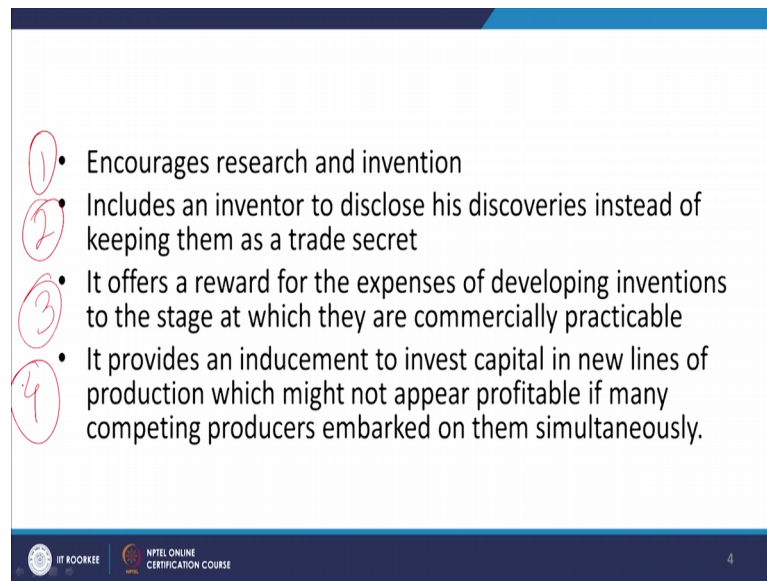 1 • Encourages research and invention
2 • Includes an inventor to disclose his discoveries instead of
keeping them as a trade secret
3 • It offers a reward for the expenses of developing inventions
to the stage at which they are commercially practicable
4 • It provides an inducement to invest capital in new lines of
production which might not appear profitable if many
competing producers embarked on them simultaneously.
IIT ROORKEE
NPTEL ONLINE
CERTIFICATION COURSE
4